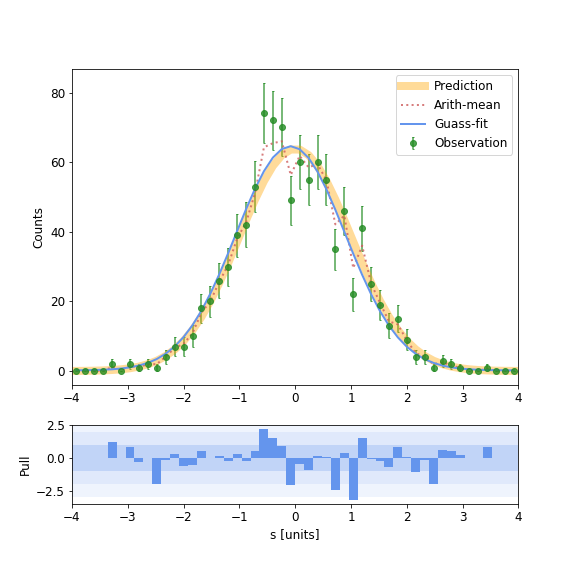 80
60
40
20
0
Counts
Prediction
Arith-mean
Guass-fit
Observation
−4 −3 −2 −1 0 1 2 3 4
2.5
0.0
−2.5
Pull
−4 −3 −2 −1 0 1 2 3 4
s [units]